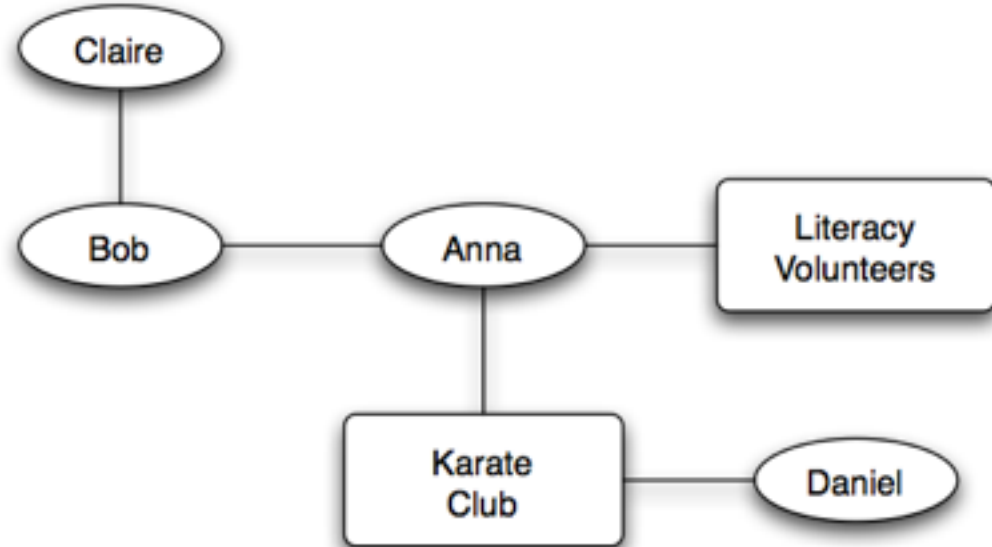 Claire
Bob
Anna
Literacy
Volunteers
Karate
Club
Daniel